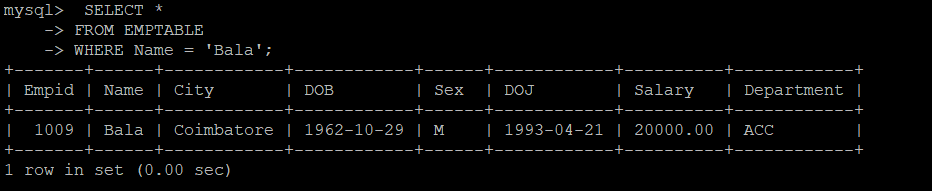 mysql>  SELECT *
    -> FROM EMPTABLE
    -> WHERE Name = 'Bala';
+-------+------+------------+------------+------+------------+----------+------------+
| Empid | Name | City       | DOB        | Sex  | DOJ        | Salary   | Department |
+-------+------+------------+------------+------+------------+----------+------------+
|  1009 | Bala | Coimbatore | 1962-10-29 | M    | 1993-04-21 | 20000.00 | ACC        |
+-------+------+------------+------------+------+------------+----------+------------+
1 row in set (0.00 sec)